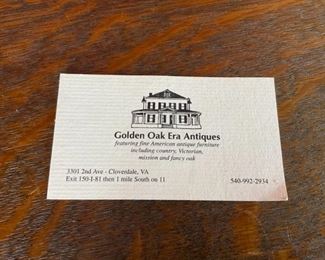 Golden Oak Era Antiques
featuring fine American antique furniture
including country, Victorian,
mission and fancy oak
3301 2nd Ave - Cloverdale, VA
Exit 150-I-81 then 1 mile South on 11
540-992-2934